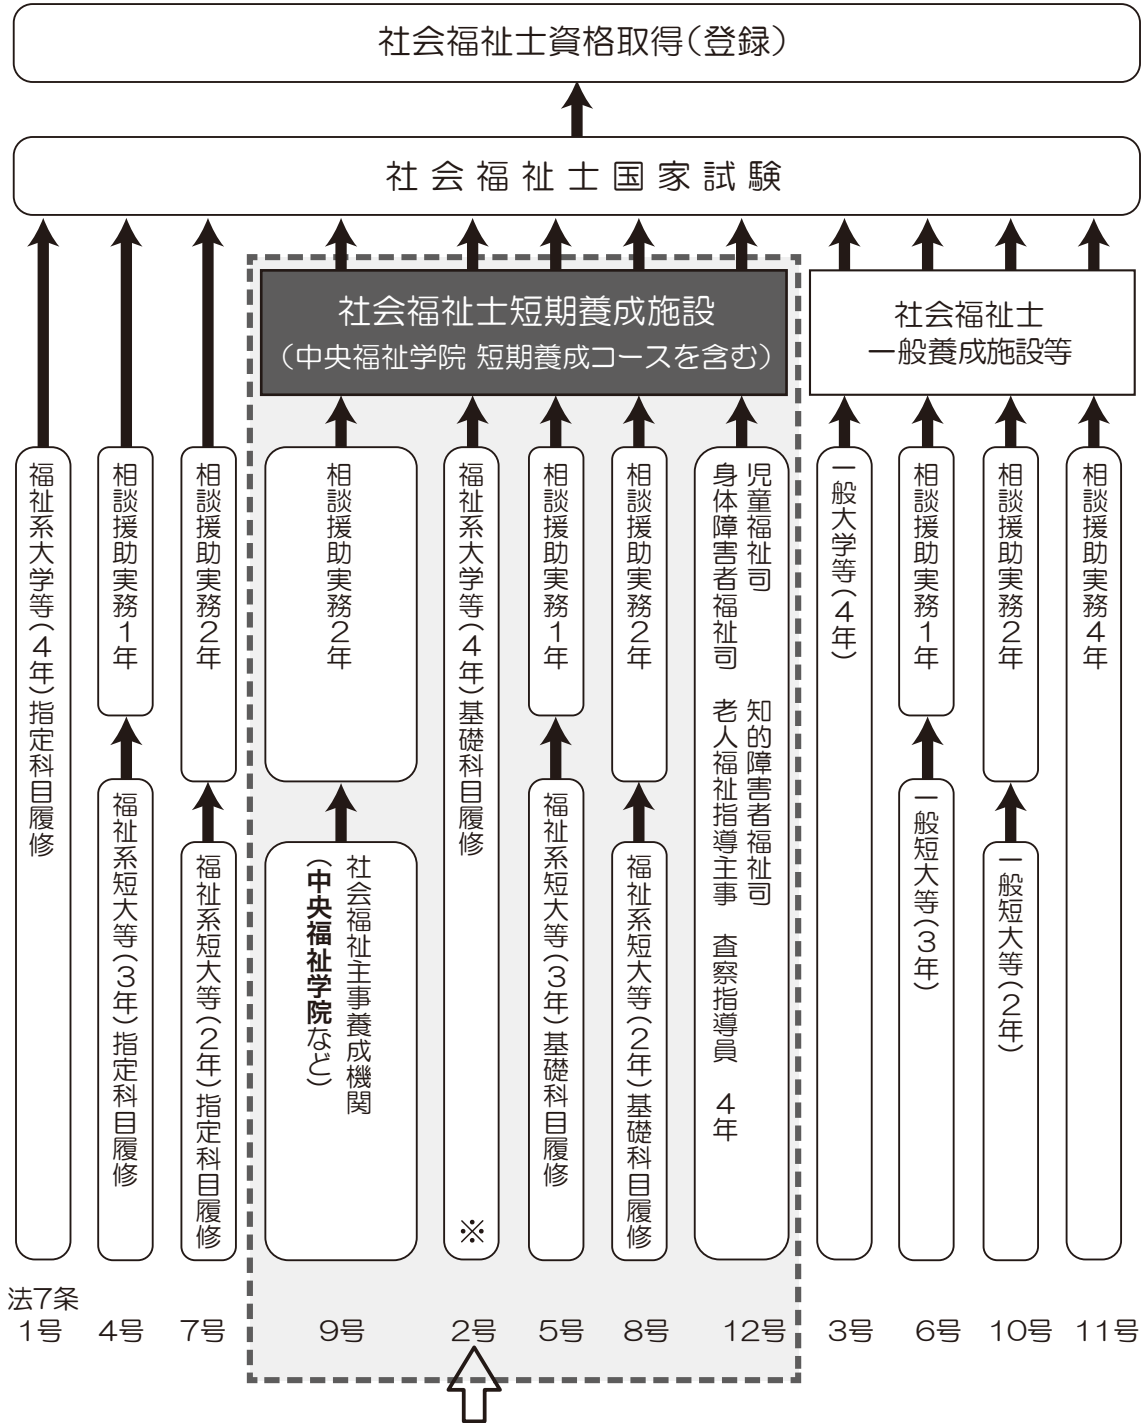 社会福祉士資格取得（登録）
社会福祉士国家試験
社会福祉士短期養成施設
（中央福祉学院 短期養成コースを含む）
社会福祉士
一般養成施設等
福祉系大学等（4年）指定科目履修
相談援助実務1年
福祉系短大等（3年）指定科目履修
相談援助実務2年
福祉系短大等（2年）指定科目履修
相談援助実務2年
社会福祉主事養成機関
（中央福祉学院など）
福祉系大学等（4年）基礎科目履修 ※
相談援助実務1年
福祉系短大等（3年）基礎科目履修
相談援助実務2年
福祉系短大等（2年）基礎科目履修
児童福祉司 知的障害者福祉司
身体障害者福祉司 老人福祉指導主事 査察指導員 4年
一般大学等（4年）
相談援助実務1年
一般短大等（3年）
相談援助実務2年
一般短大等（2年）
相談援助実務4年
法7条
1号 4号 7号 9号 2号 5号 8号 12号 3号 6号 10号 11号